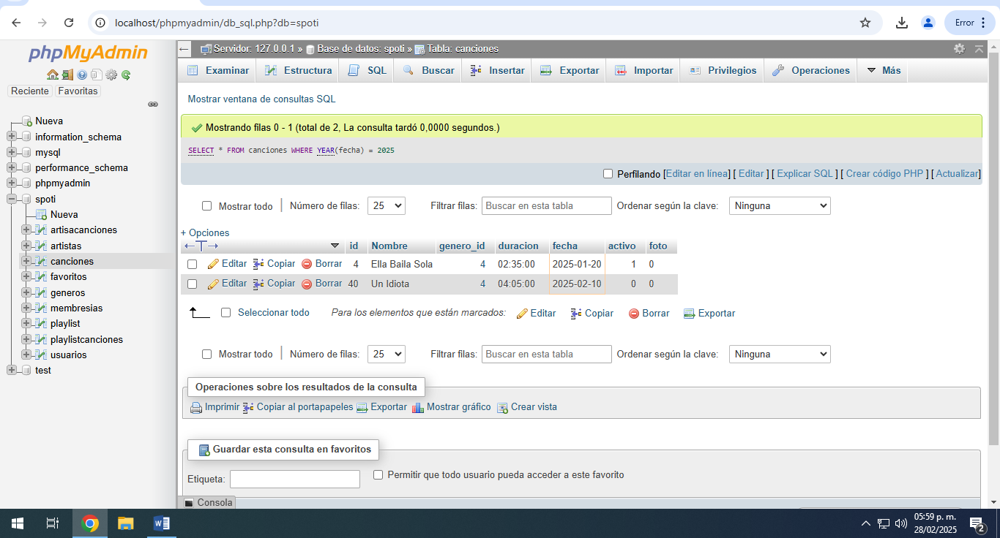 localhost/phpmyadmin/db_sql.php?db=spoti
Error
phpMyAdmin
Reciente Favoritas
Nueva
information_schema
mysql
performance_schema
phpmyadmin
spoti
Nueva
artisacanciones
artistas
canciones
favoritos
generos
membresias
playlist
playlistcanciones
usuarios
test
Servidor: 127.0.0.1 » Base de datos: spoti » Tabla: canciones
Examinar Estructura SQL Buscar Insertar Exportar Importar Privilegios Operaciones Más
Mostrar ventana de consultas SQL
Mostrando filas 0 - 1 (total de 2, La consulta tardó 0,0000 segundos.)
SELECT * FROM canciones WHERE YEAR(fecha) = 2025
Perfilando [Editar en línea] [ Editar ] [ Explicar SQL ] [ Crear código PHP ] [ Actualizar]
Mostrar todo | Número de filas: 25 Filtrar filas: Buscar en esta tabla Ordenar según la clave: Ninguna
+ Opciones
←T→ id Nombre genero_id duracion fecha activo foto
Editar Copiar Borrar 4 Ella Baila Sola 4 02:35:00 2025-01-20 1 0
Editar Copiar Borrar 40 Un Idiota 4 04:05:00 2025-02-10 0 0
Seleccionar todo Para los elementos que están marcados: Editar Copiar Borrar Exportar
Mostrar todo | Número de filas: 25 Filtrar filas: Buscar en esta tabla Ordenar según la clave: Ninguna
Operaciones sobre los resultados de la consulta
Imprimir Copiar al portapapeles Exportar Mostrar gráfico Crear vista
Guardar esta consulta en favoritos
Etiqueta: Permitir que todo usuario pueda acceder a este favorito
Consola
05:59 p. m.
28/02/2025
2